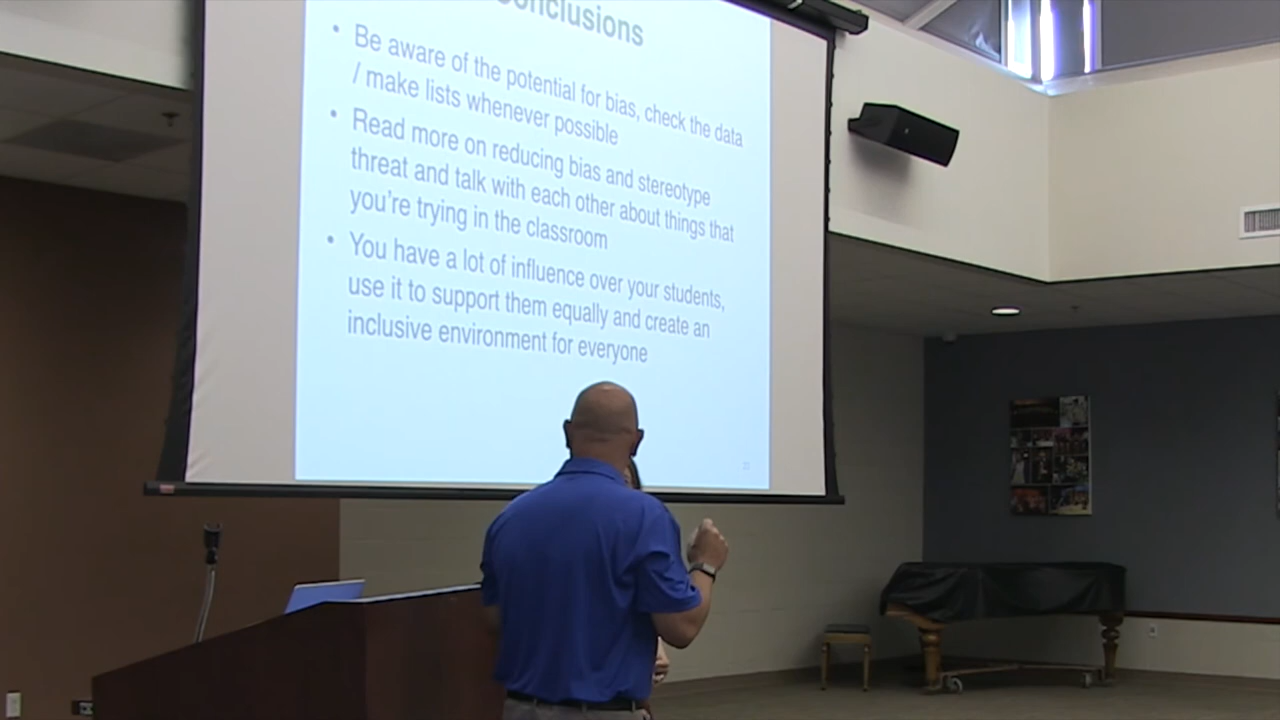 Conclusions
• Be aware of the potential for bias, check the data
/ make lists whenever possible
• Read more on reducing bias and stereotype
threat and talk with each other about things that
you're trying in the classroom
• You have a lot of influence over your students,
use it to support them equally and create an
inclusive environment for everyone